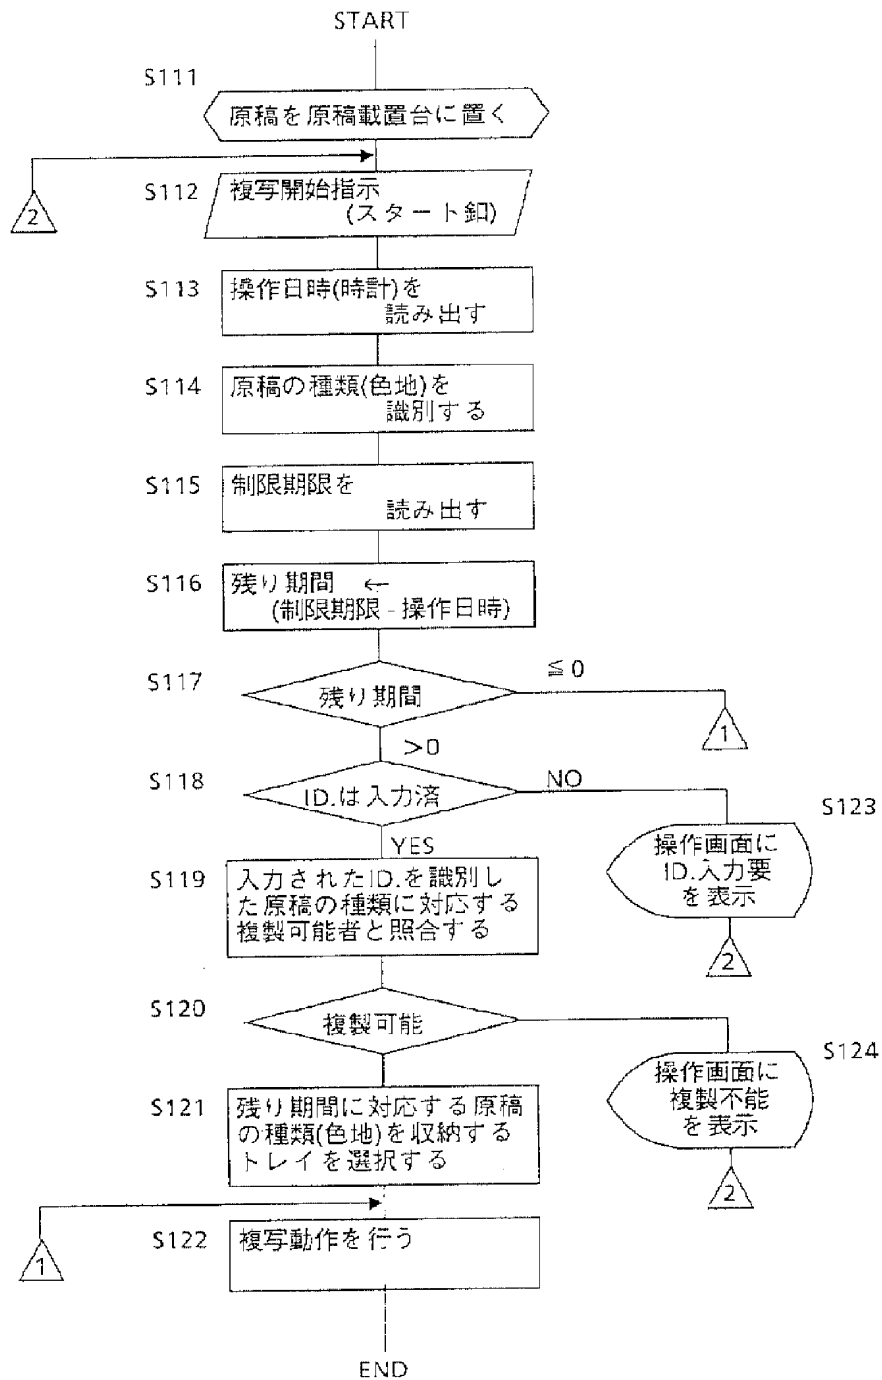 START
S111
原稿を原稿載置台に置く
2
S112
複写開始指示
(スタート釦)
S113
操作日時(時計)を
読み出す
S114
原稿の種類(色地)を
識別する
S115
制限期限を
読み出す
S116
残り期間 ←
(制限期限-操作日時)
S117
残り期間
≦0
1
>0
S118
ID.は入力済
NO
S123
操作画面に
ID.入力要
を表示
2
YES
S119
入力されたID.を識別し
た原稿の種類に対応する
複製可能者と照合する
S120
複製可能
S124
操作画面に
複製不能
を表示
2
S121
残り期間に対応する原稿
の種類(色地)を収納する
トレイを選択する
1
S122
複写動作を行う
END